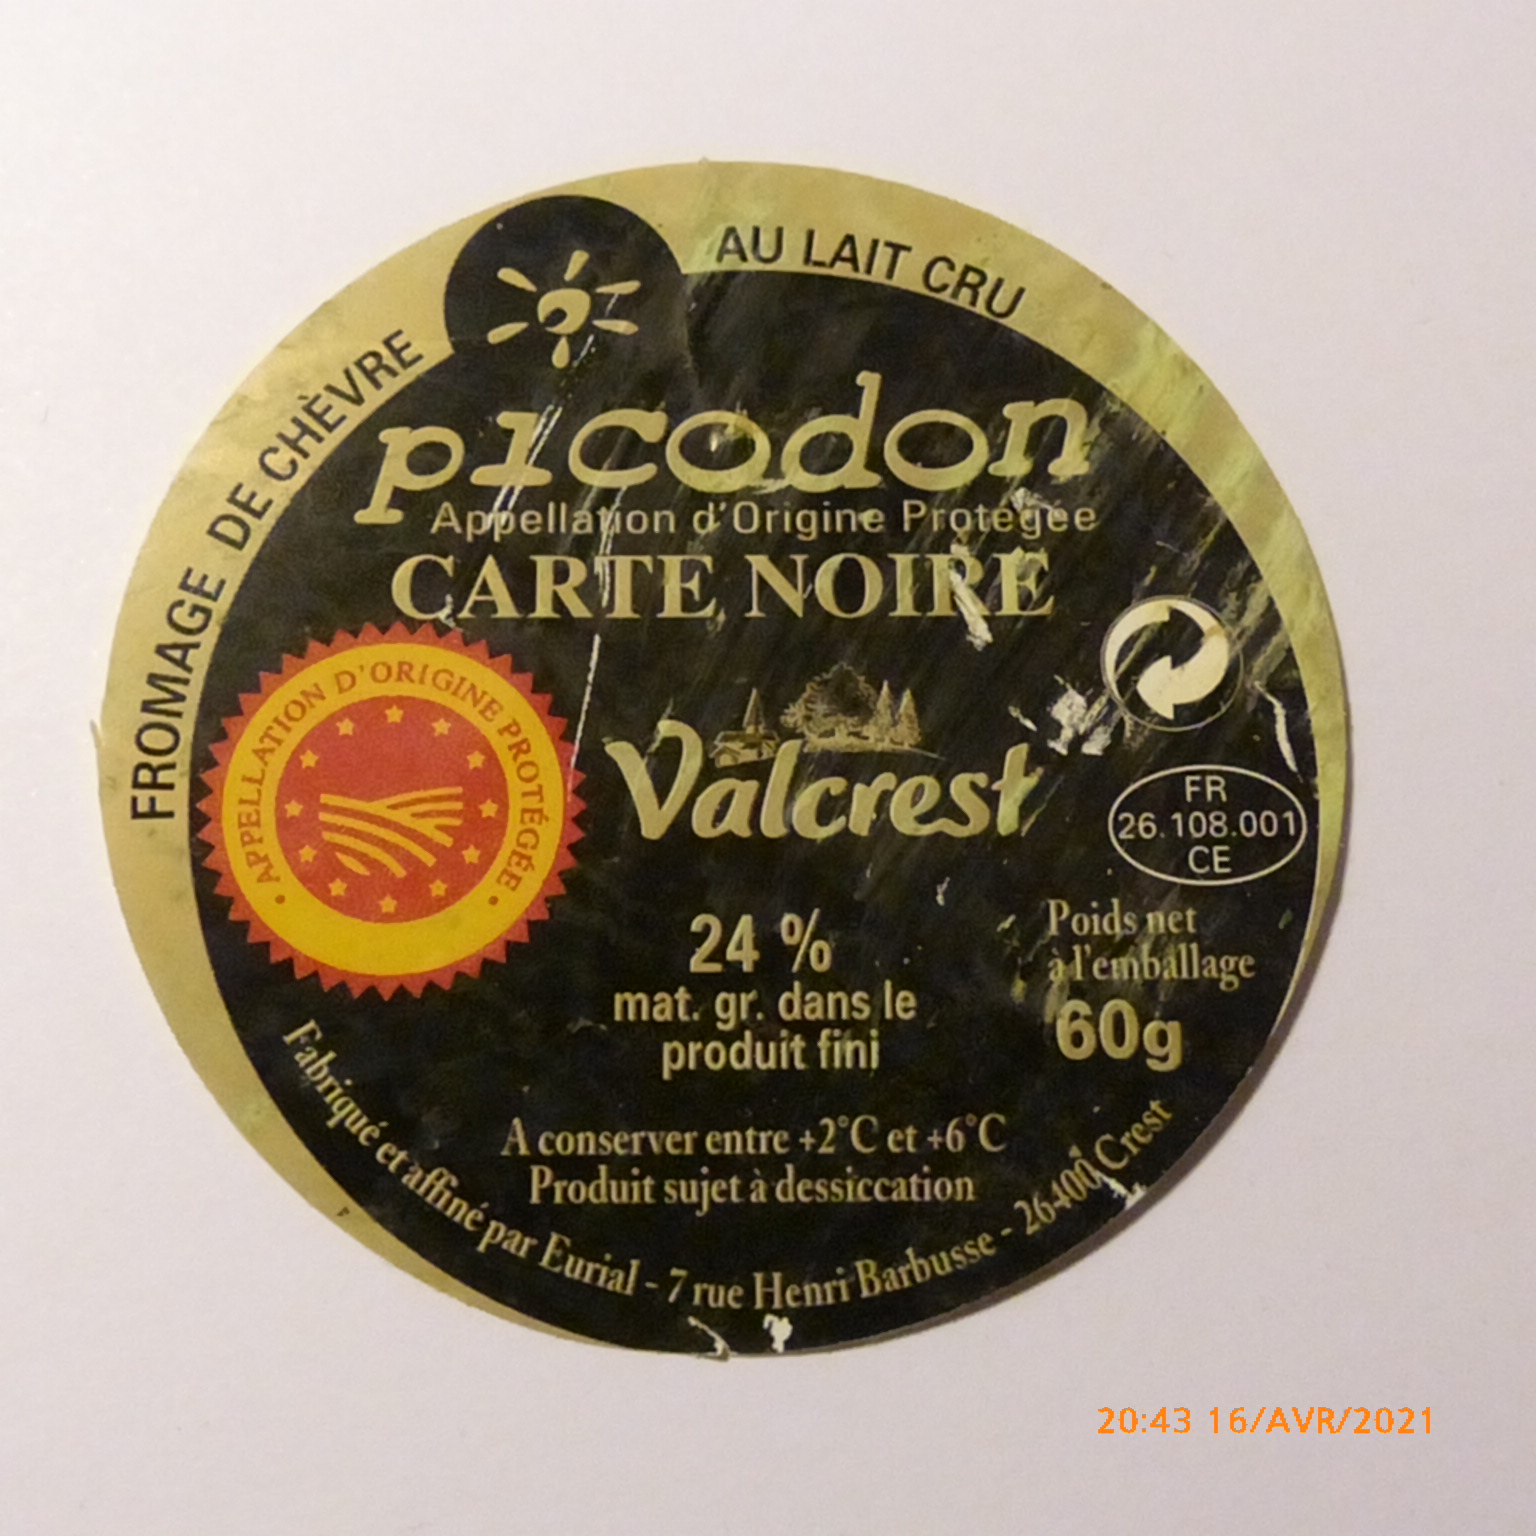 FROMAGE DE CHÈVRE
AU LAIT CRU
picodon
Appellation d'Origine Protégée
CARTE NOIRE
APPELLATION D'ORIGINE PROTÉGÉE
Valcrest
FR
26.108.001
CE
24 %
mat. gr. dans le
produit fini
Poids net
à l'emballage
60g
A conserver entre +2°C et +6°C
Produit sujet à dessiccation
Fabriqué et affiné par Eurial - 7 rue Henri Barbusse - 26400 Crest
20:43 16/AVR/2021